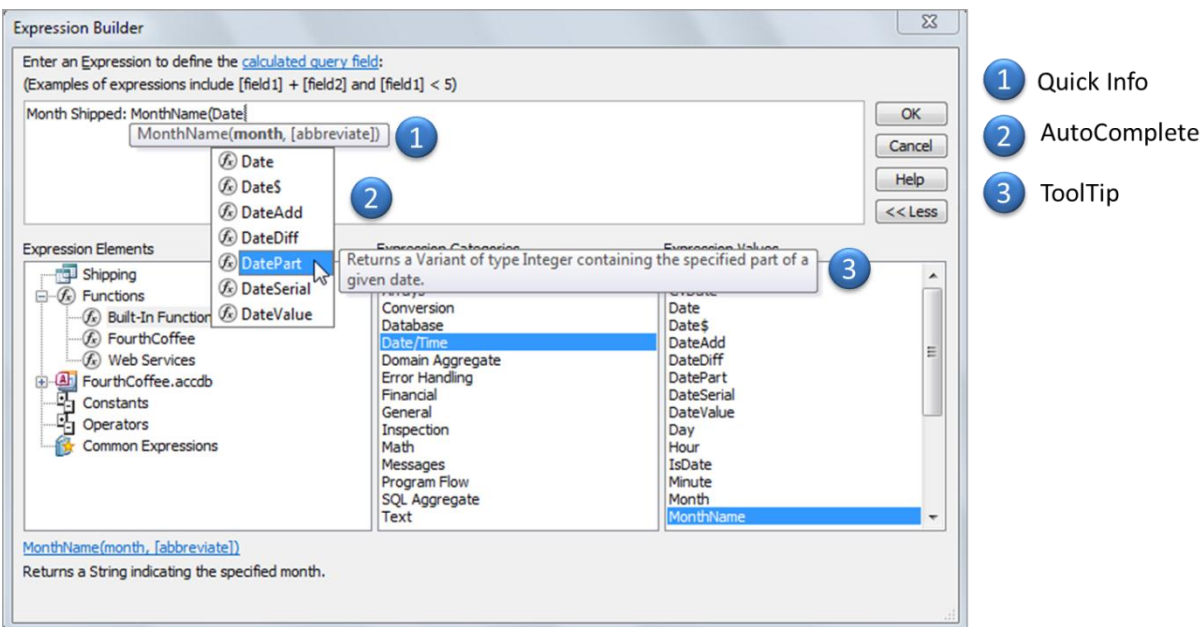 Expression Builder
Enter an Expression to define the calculated query field:
(Examples of expressions include [field1] + [field2] and [field1] < 5)
Month Shipped: MonthName(Date
MonthName(month, [abbreviate])
1
Date
Date$
DateAdd
DateDiff
DatePart
DateSerial
DateValue
2
Returns a Variant of type Integer containing the specified part of a
given date.
3
OK
Cancel
Help
<< Less
Expression Elements
Shipping
Functions
Built-In Function
FourthCoffee
Web Services
FourthCoffee.accdb
Constants
Operators
Common Expressions
Expression Categories
Arrays
Conversion
Database
Date/Time
Domain Aggregate
Error Handling
Financial
General
Inspection
Math
Messages
Program Flow
SQL Aggregate
Text
Expression Values
CVDate
Date
Date$
DateAdd
DateDiff
DatePart
DateSerial
DateValue
Day
Hour
IsDate
Minute
Month
MonthName
MonthName(month, [abbreviate])
Returns a String indicating the specified month.
1 Quick Info
2 AutoComplete
3 ToolTip